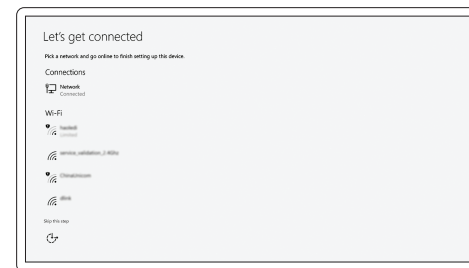 Let's get connected
Pick a network and go online to finish setting up this device.
Connections
Network
Connected
Wi-Fi
service_validation_2.4Ghz
ChinaUnicom
dlink
Skip this step